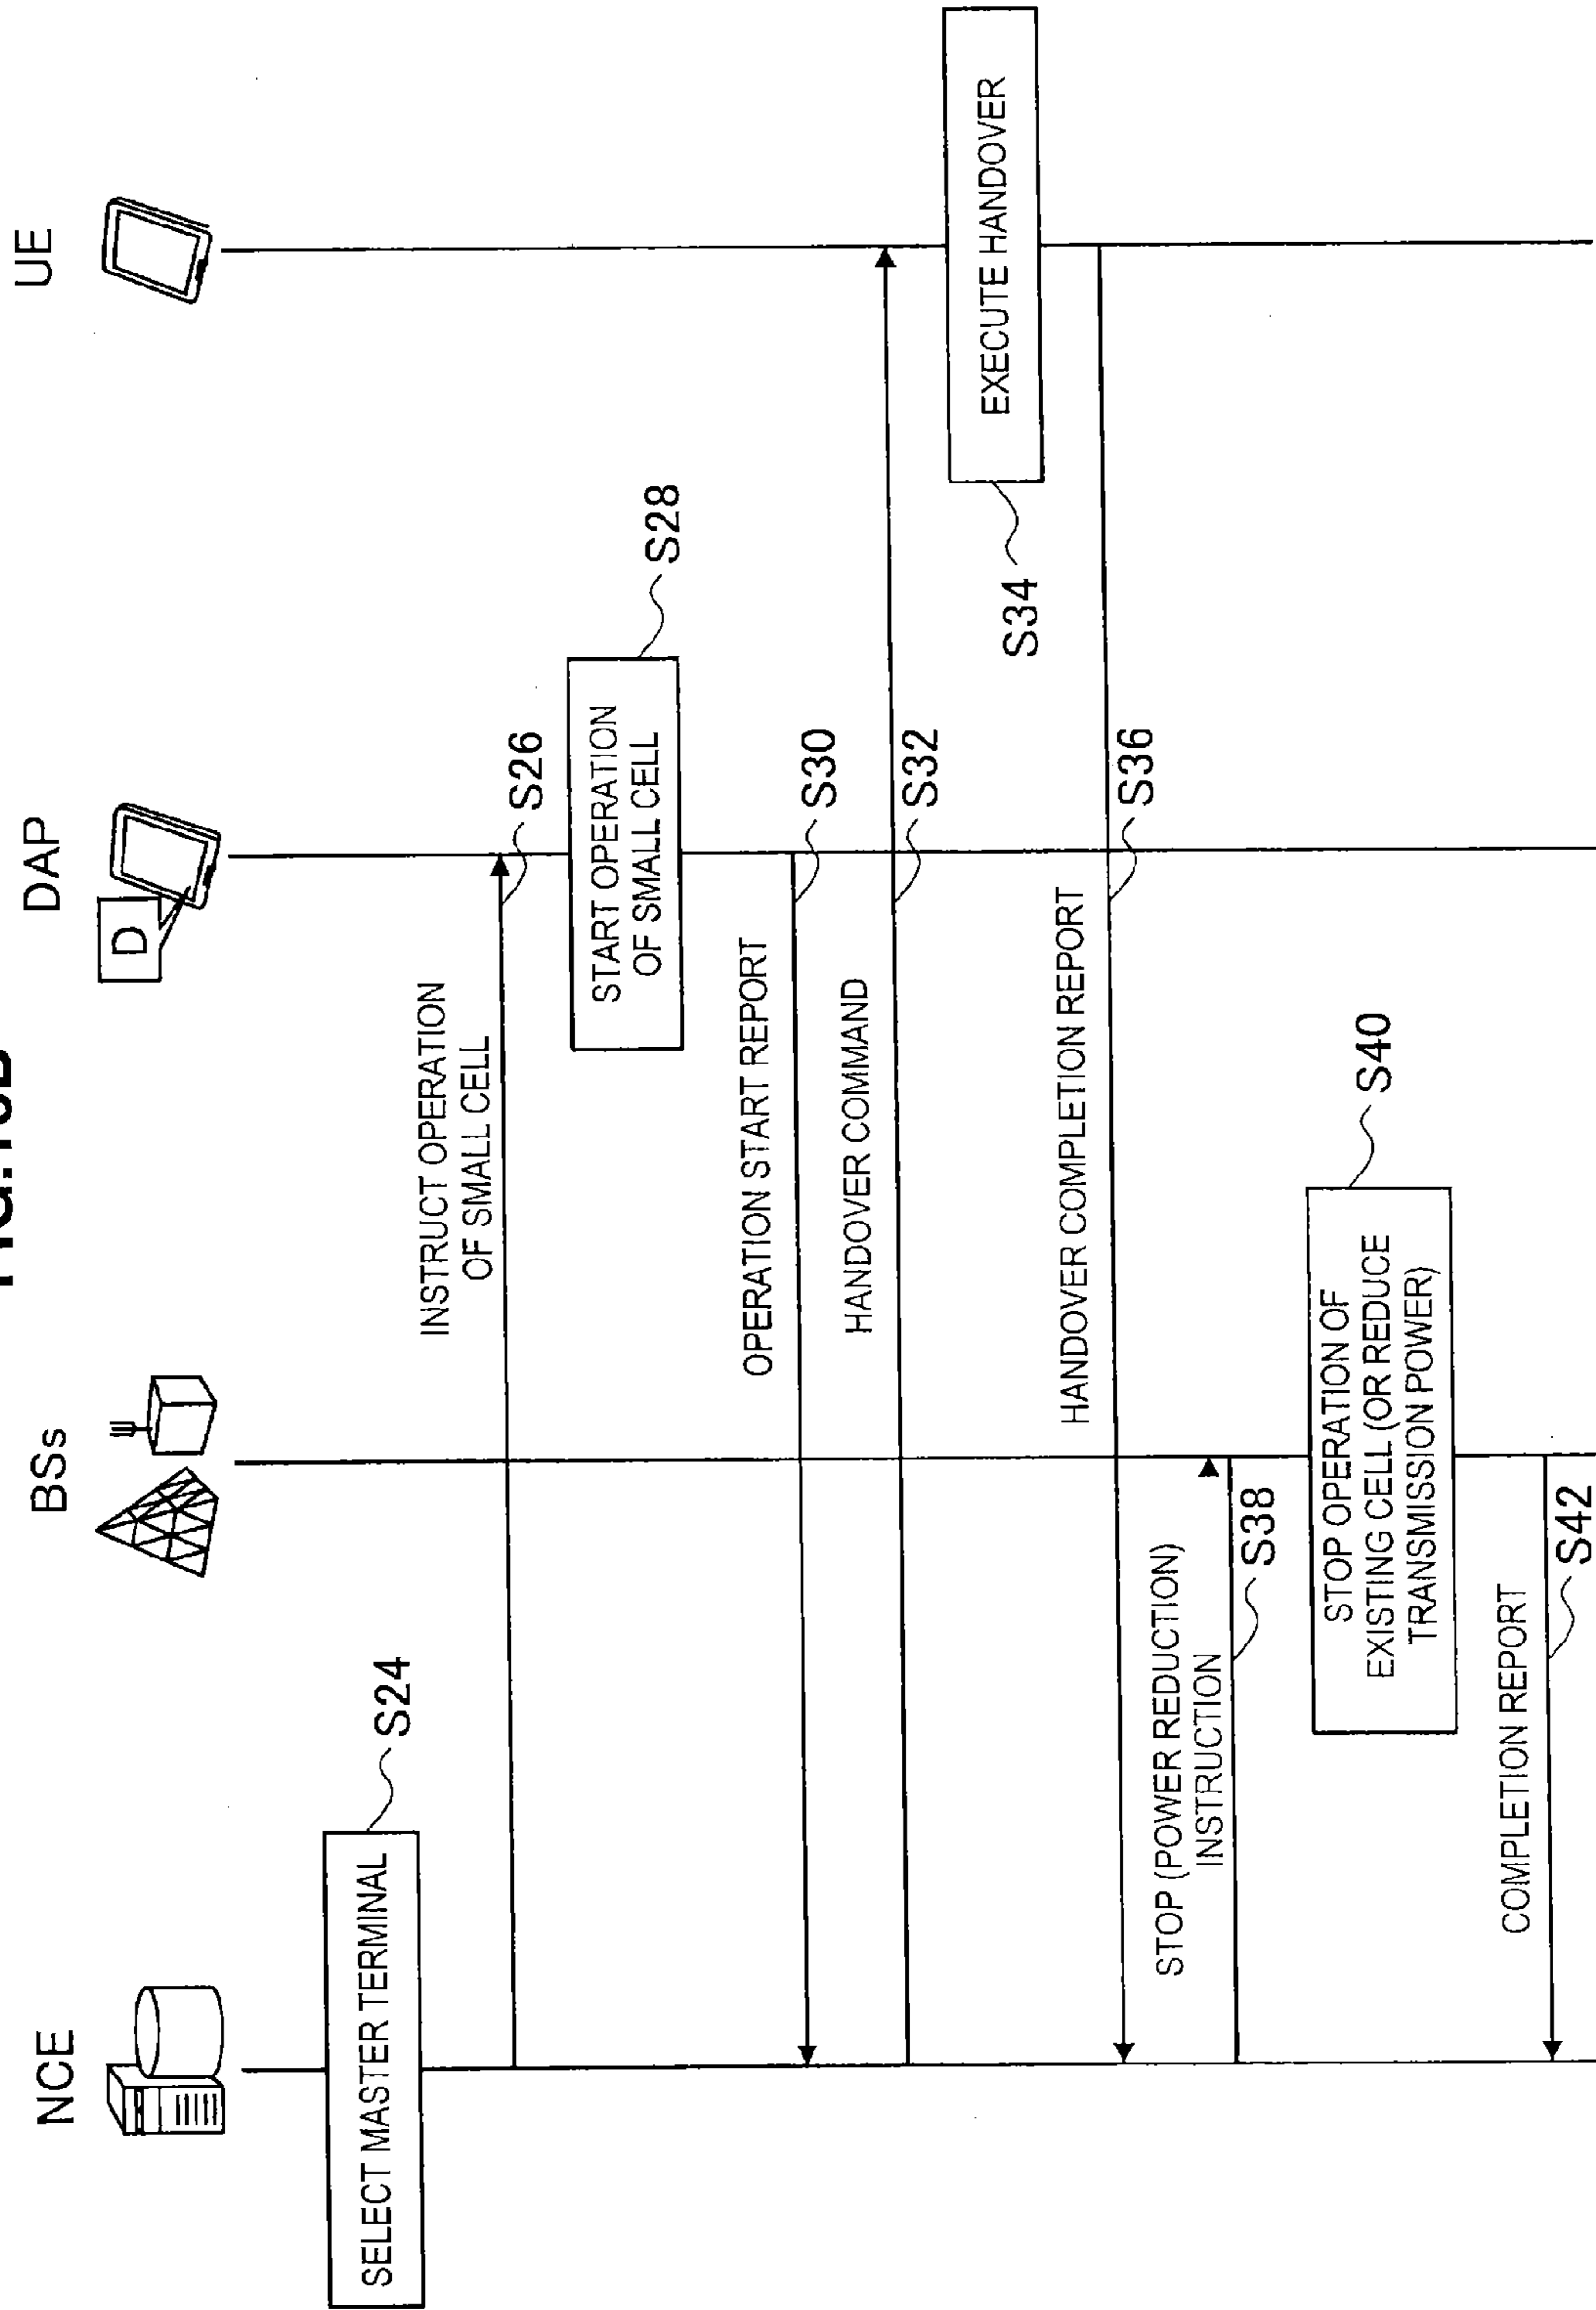 NCE
BSs
DAP
UE
D
SELECT MASTER TERMINAL
S24
INSTRUCT OPERATION
OF SMALL CELL
S26
START OPERATION
OF SMALL CELL
S28
OPERATION START REPORT
S30
HANDOVER COMMAND
S32
EXECUTE HANDOVER
S34
HANDOVER COMPLETION REPORT
S36
STOP (POWER REDUCTION)
INSTRUCTION
S38
STOP OPERATION OF
EXISTING CELL (OR REDUCE
TRANSMISSION POWER)
S40
COMPLETION REPORT
S42